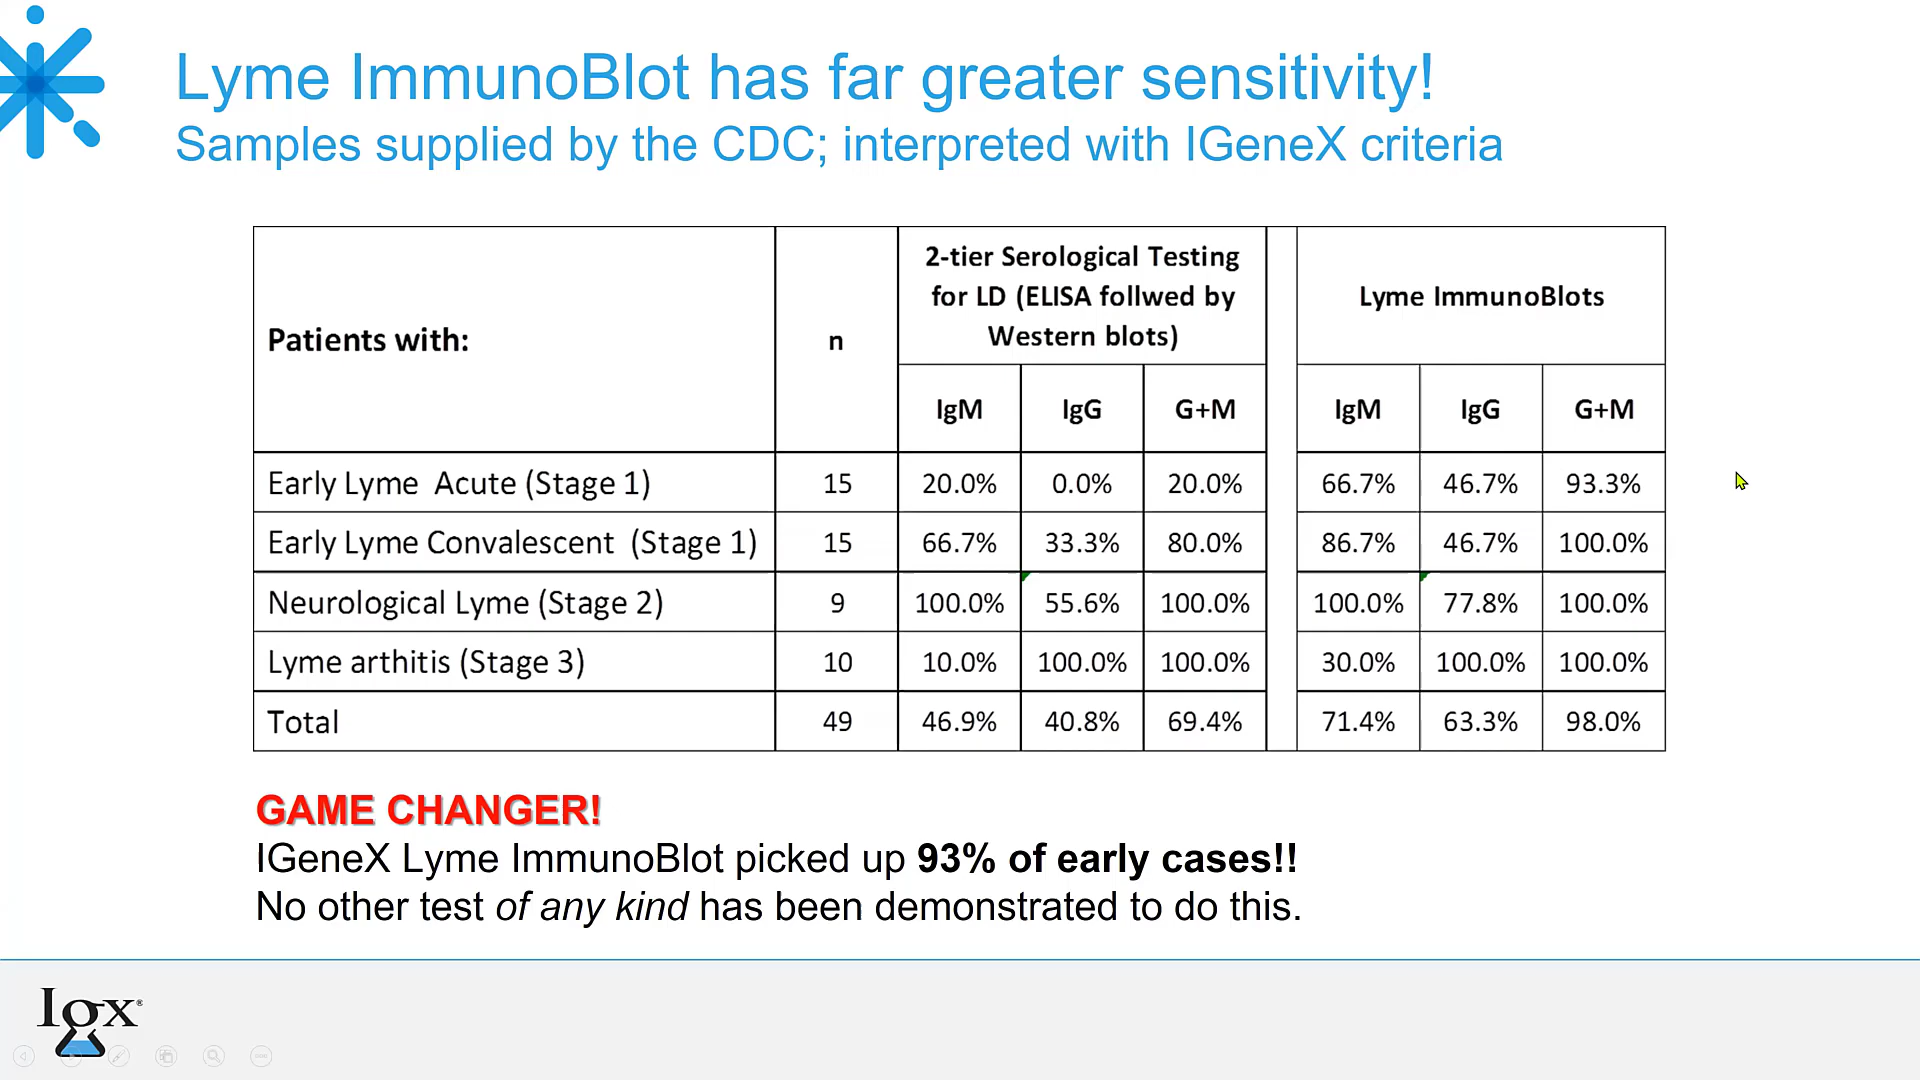 Lyme ImmunoBlot has far greater sensitivity!
Samples supplied by the CDC; interpreted with IGeneX criteria
Patients with:
n
2-tier Serological Testing
for LD (ELISA follwed by
Western blots)
Lyme ImmunoBlots
IgM IgG G+M IgM IgG G+M
Early Lyme Acute (Stage 1) 15 20.0% 0.0% 20.0% 66.7% 46.7% 93.3%
Early Lyme Convalescent (Stage 1) 15 66.7% 33.3% 80.0% 86.7% 46.7% 100.0%
Neurological Lyme (Stage 2) 9 100.0% 55.6% 100.0% 100.0% 77.8% 100.0%
Lyme arthitis (Stage 3) 10 10.0% 100.0% 100.0% 30.0% 100.0% 100.0%
Total 49 46.9% 40.8% 69.4% 71.4% 63.3% 98.0%
GAME CHANGER!
IGeneX Lyme ImmunoBlot picked up 93% of early cases!!
No other test of any kind has been demonstrated to do this.
Igx®